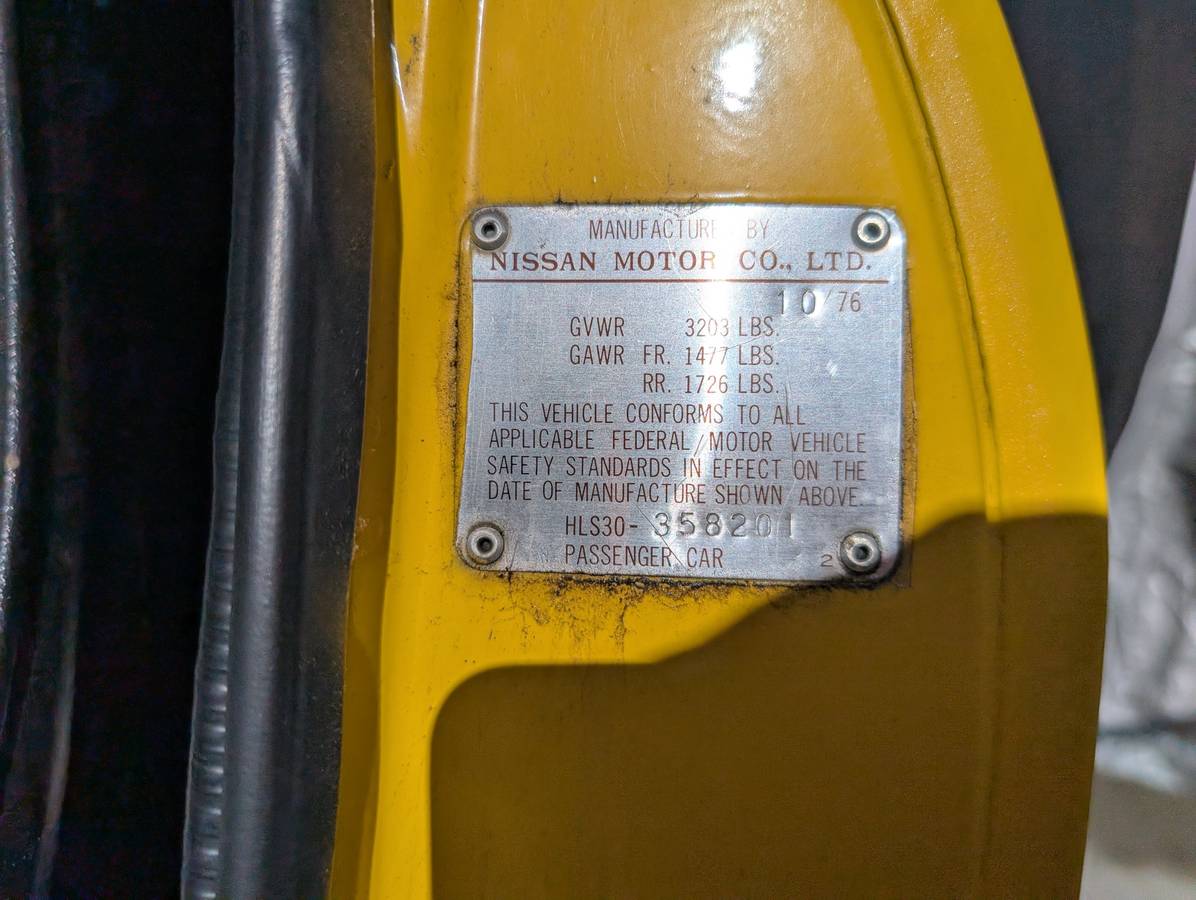 MANUFACTURED BY
NISSAN MOTOR CO., LTD.
10/76
GVWR 3203 LBS.
GAWR FR. 1477 LBS.
RR. 1726 LBS.
THIS VEHICLE CONFORMS TO ALL
APPLICABLE FEDERAL MOTOR VEHICLE
SAFETY STANDARDS IN EFFECT ON THE
DATE OF MANUFACTURE SHOWN ABOVE.
HLS30-358201
PASSENGER CAR 2